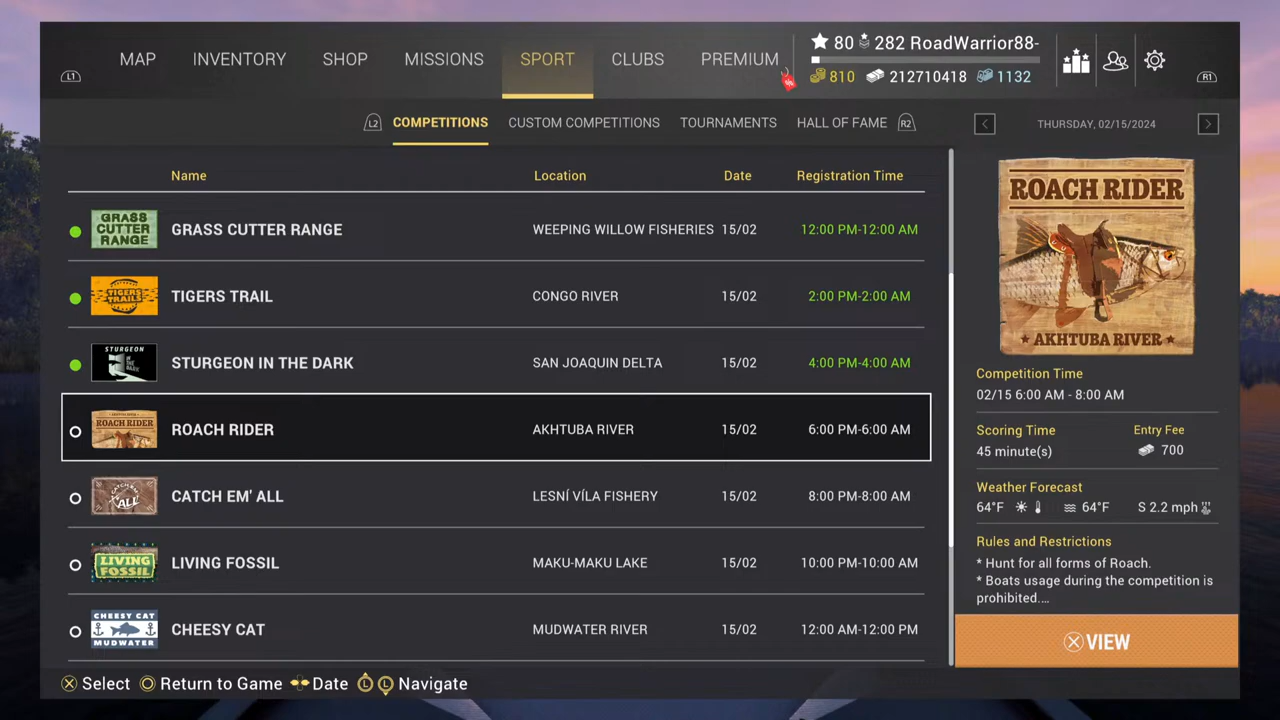 MAP INVENTORY SHOP MISSIONS SPORT CLUBS PREMIUM
80 282 RoadWarrior88-
810 212710418 1132
L1 R1
L2 COMPETITIONS CUSTOM COMPETITIONS TOURNAMENTS HALL OF FAME R2
THURSDAY, 02/15/2024
Name Location Date Registration Time
GRASS CUTTER RANGE GRASS CUTTER RANGE WEEPING WILLOW FISHERIES 15/02 12:00 PM-12:00 AM
TIGERS TRAILS TIGERS TRAIL CONGO RIVER 15/02 2:00 PM-2:00 AM
STURGEON IN THE DARK STURGEON IN THE DARK SAN JOAQUIN DELTA 15/02 4:00 PM-4:00 AM
ROACH RIDER ROACH RIDER AKHTUBA RIVER 15/02 6:00 PM-6:00 AM
CATCH EM ALL CATCH EM' ALL LESNÍ VÍLA FISHERY 15/02 8:00 PM-8:00 AM
LIVING FOSSIL LIVING FOSSIL MAKU-MAKU LAKE 15/02 10:00 PM-10:00 AM
CHEESY CAT MUDWATER CHEESY CAT MUDWATER RIVER 15/02 12:00 AM-12:00 PM
ROACH RIDER
AKHTUBA RIVER
Competition Time
02/15 6:00 AM - 8:00 AM
Scoring Time Entry Fee
45 minute(s) 700
Weather Forecast
64°F 64°F S 2.2 mph
Rules and Restrictions
* Hunt for all forms of Roach.
* Boats usage during the competition is
prohibited....
VIEW
Select Return to Game Date L L Navigate